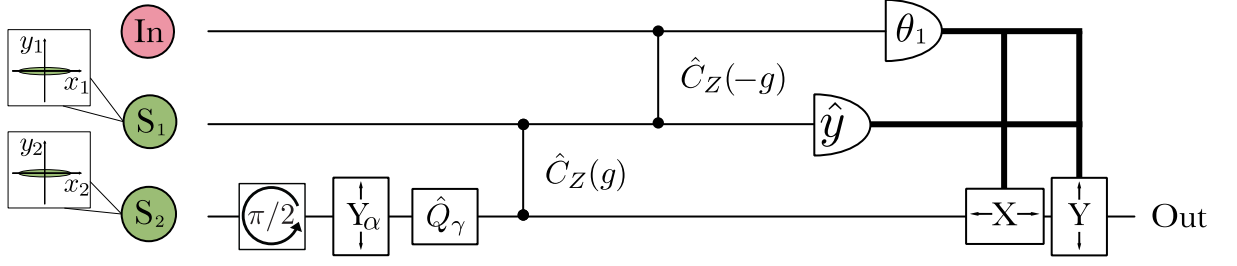 In
θ₁
y₁
x₁
Ĉ_Z(−g)
S₁
ŷ
y₂
x₂
Ĉ_Z(g)
S₂
π/2
Y_α
Q̂_γ
X
Y
Out